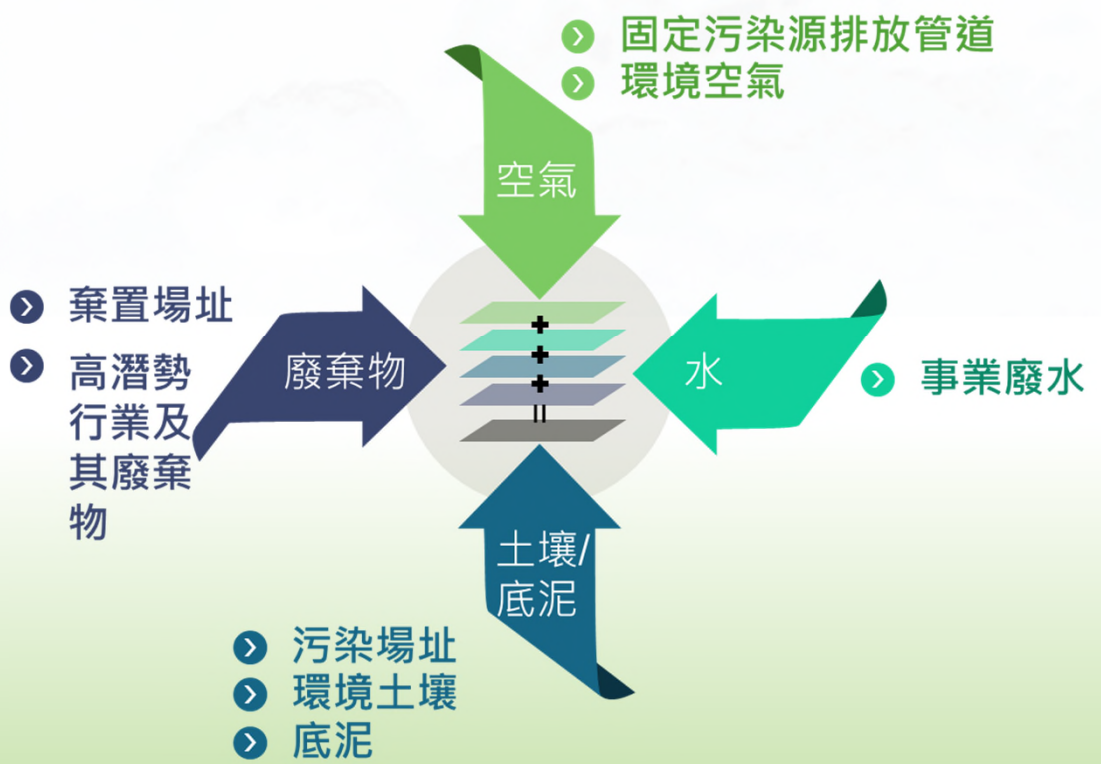 固定污染源排放管道
環境空氣
空氣
棄置場址
高潛勢
行業及
其廢棄
物
廢棄物
水
事業廢水
土壤/
底泥
污染場址
環境土壤
底泥